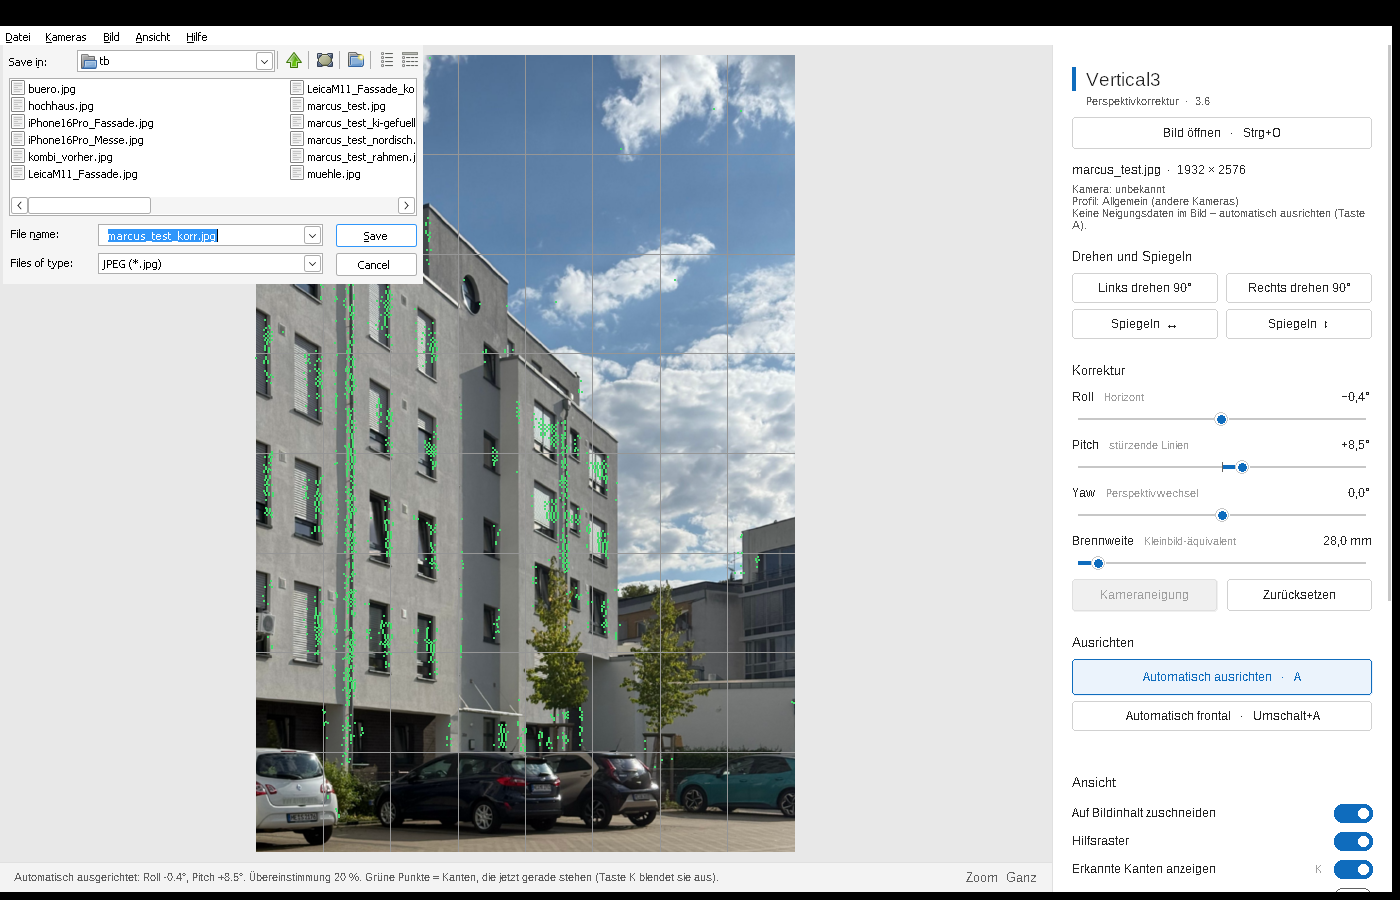 Datei Kameras Bild Ansicht Hilfe
Save in: tb
buero.jpg
hochhaus.jpg
iPhone16Pro_Fassade.jpg
iPhone16Pro_Messe.jpg
kombi_vorher.jpg
LeicaM11_Fassade.jpg
LeicaM11_Fassade_ko
marcus_test.jpg
marcus_test_ki-gefuell
marcus_test_nordisch.
marcus_test_rahmen.j
muehle.jpg
File name: marcus_test_korr.jpg Save
Files of type: JPEG (*.jpg) Cancel
Vertical3
Perspektivkorrektur · 3.6
Bild öffnen · Strg+O
marcus_test.jpg · 1932 × 2576
Kamera: unbekannt
Profil: Allgemein (andere Kameras)
Keine Neigungsdaten im Bild – automatisch ausrichten (Taste
A).
Drehen und Spiegeln
Links drehen 90° Rechts drehen 90°
Spiegeln ↔ Spiegeln ↕
Korrektur
Roll Horizont −0,4°
Pitch stürzende Linien +8,5°
Yaw Perspektivwechsel 0,0°
Brennweite Kleinbild-äquivalent 28,0 mm
Kameraneigung Zurücksetzen
Ausrichten
Automatisch ausrichten · A
Automatisch frontal · Umschalt+A
Ansicht
Auf Bildinhalt zuschneiden
Hilfsraster
Erkannte Kanten anzeigen K
Automatisch ausgerichtet: Roll -0.4°, Pitch +8.5°. Übereinstimmung 20 %. Grüne Punkte = Kanten, die jetzt gerade stehen (Taste K blendet sie aus). Zoom Ganz